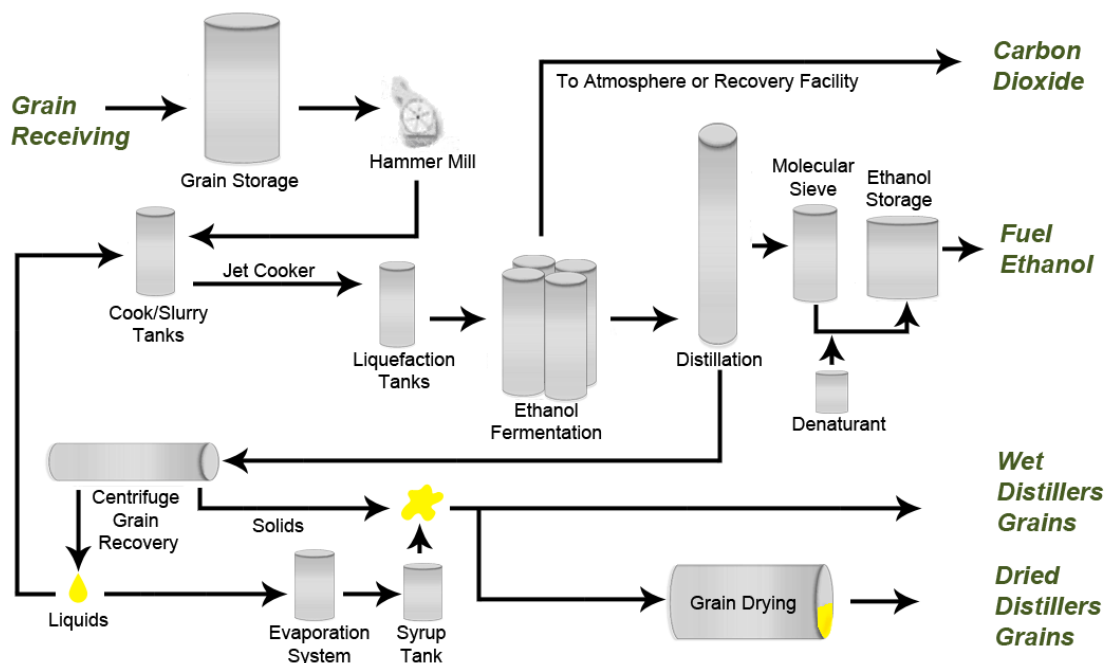 Grain
Receiving
Grain Storage
Hammer Mill
To Atmosphere or Recovery Facility
Carbon
Dioxide
Molecular
Sieve
Ethanol
Storage
Fuel
Ethanol
Cook/Slurry
Tanks
Jet Cooker
Liquefaction
Tanks
Ethanol
Fermentation
Distillation
Denaturant
Centrifuge
Grain
Recovery
Solids
Liquids
Evaporation
System
Syrup
Tank
Grain Drying
Wet
Distillers
Grains
Dried
Distillers
Grains